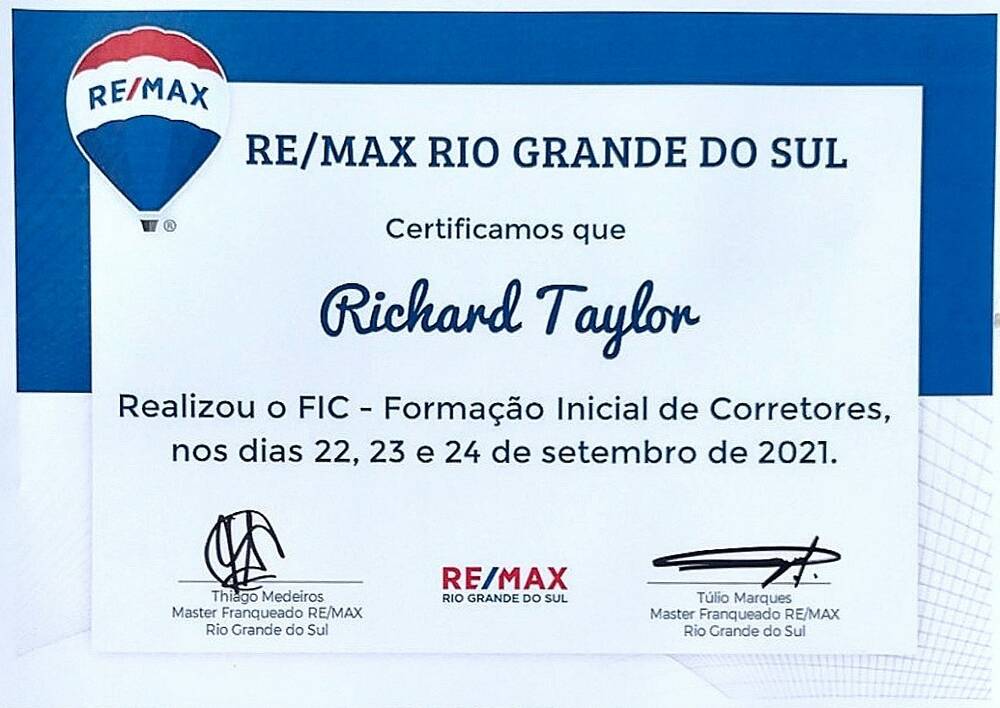 RE/MAX
®
RE/MAX RIO GRANDE DO SUL
Certificamos que
Richard Taylor
Realizou o FIC - Formação Inicial de Corretores,
nos dias 22, 23 e 24 de setembro de 2021.
Thiago Medeiros
Master Franqueado RE/MAX
Rio Grande do Sul
RE/MAX
RIO GRANDE DO SUL
Túlio Marques
Master Franqueado RE/MAX
Rio Grande do Sul